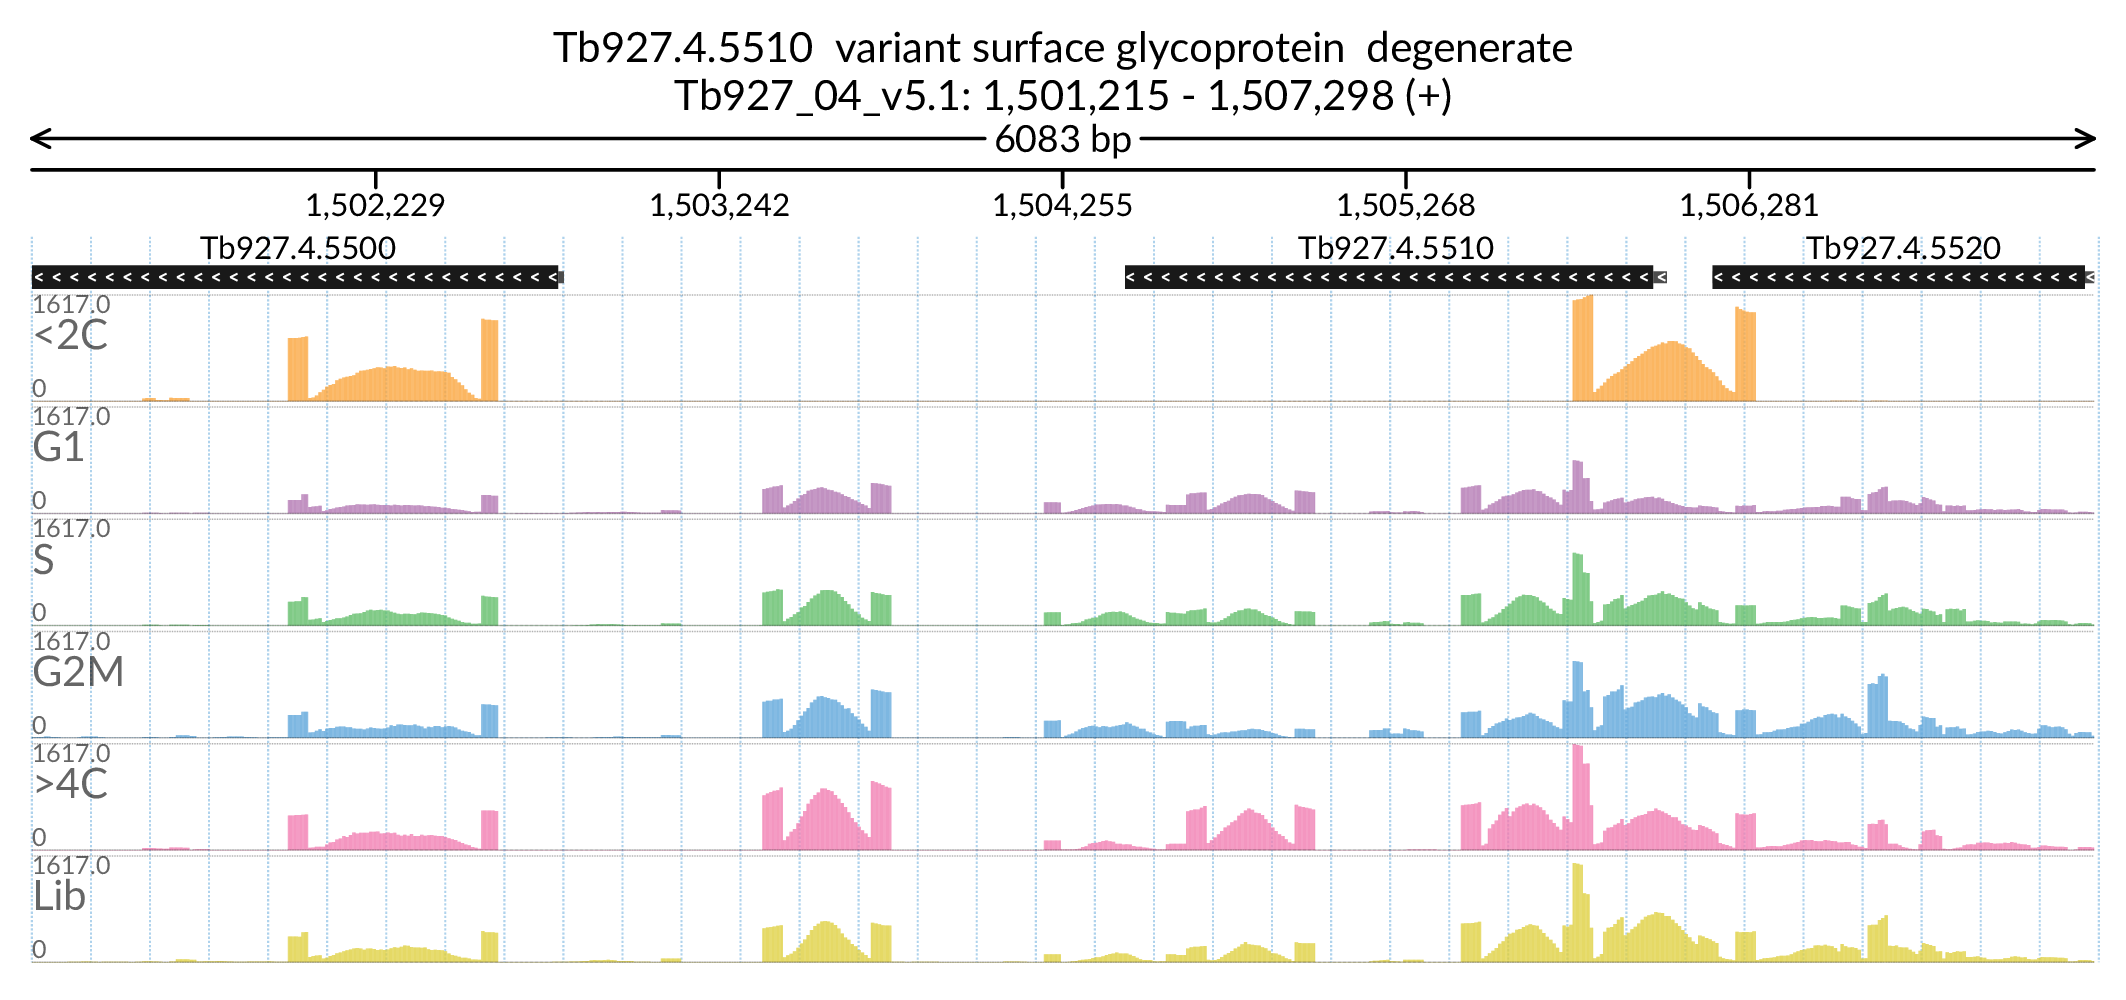 Tb927.4.5510  variant surface glycoprotein  degenerate
Tb927_04_v5.1: 1,501,215 - 1,507,298 (+)
6083 bp
1,502,229 1,503,242 1,504,255 1,505,268 1,506,281
Tb927.4.5500 Tb927.4.5510 Tb927.4.5520
1617.0
<2C
0
1617.0
G1
0
1617.0
S
0
1617.0
G2M
0
1617.0
>4C
0
1617.0
Lib
0